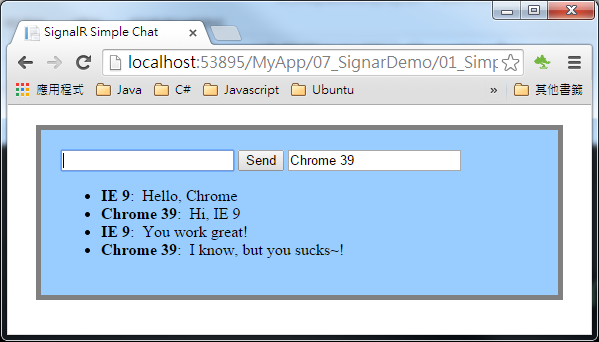 SignalR Simple Chat
localhost:53895/MyApp/07_SignarDemo/01_Simp
應用程式 Java C# Javascript Ubuntu » 其他書籤
Send Chrome 39
IE 9: Hello, Chrome
Chrome 39: Hi, IE 9
IE 9: You work great!
Chrome 39: I know, but you sucks~!